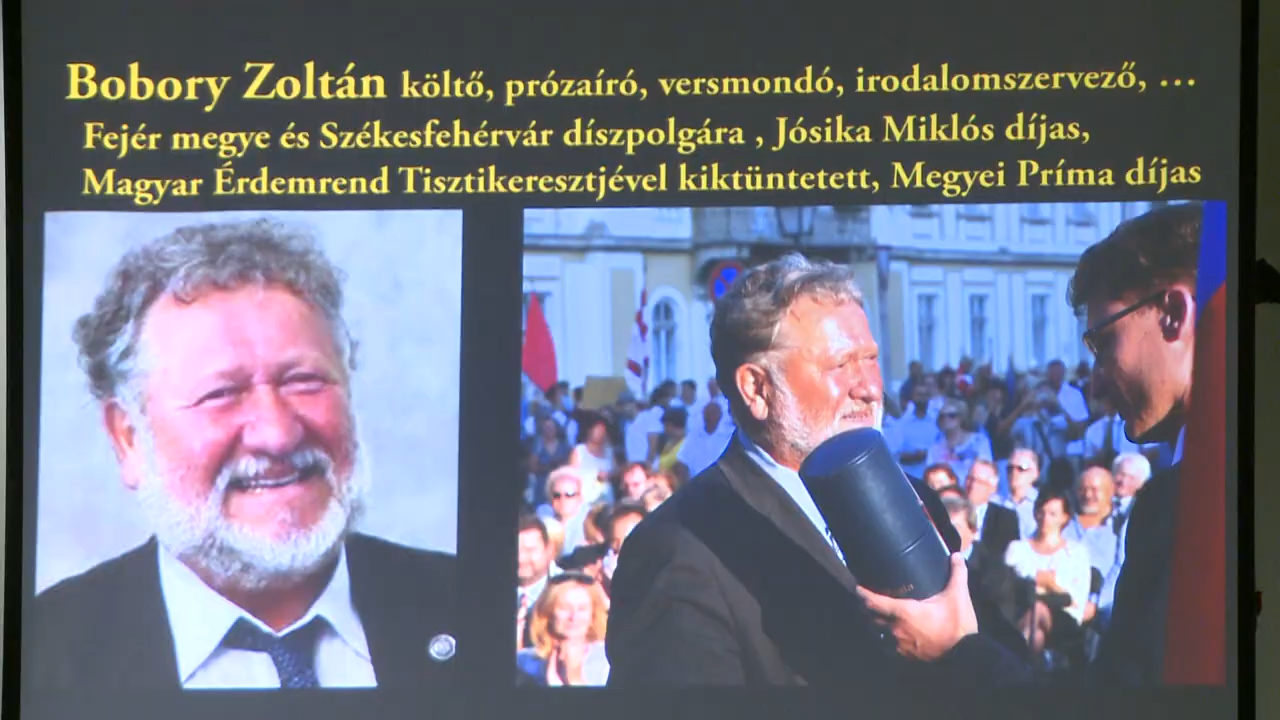 Bobory Zoltán költő, prózaíró, versmondó, irodalomszervező, …
Fejér megye és Székesfehérvár díszpolgára , Jósika Miklós díjas,
Magyar Érdemrend Tisztikeresztjével kiktüntetett, Megyei Príma díjas